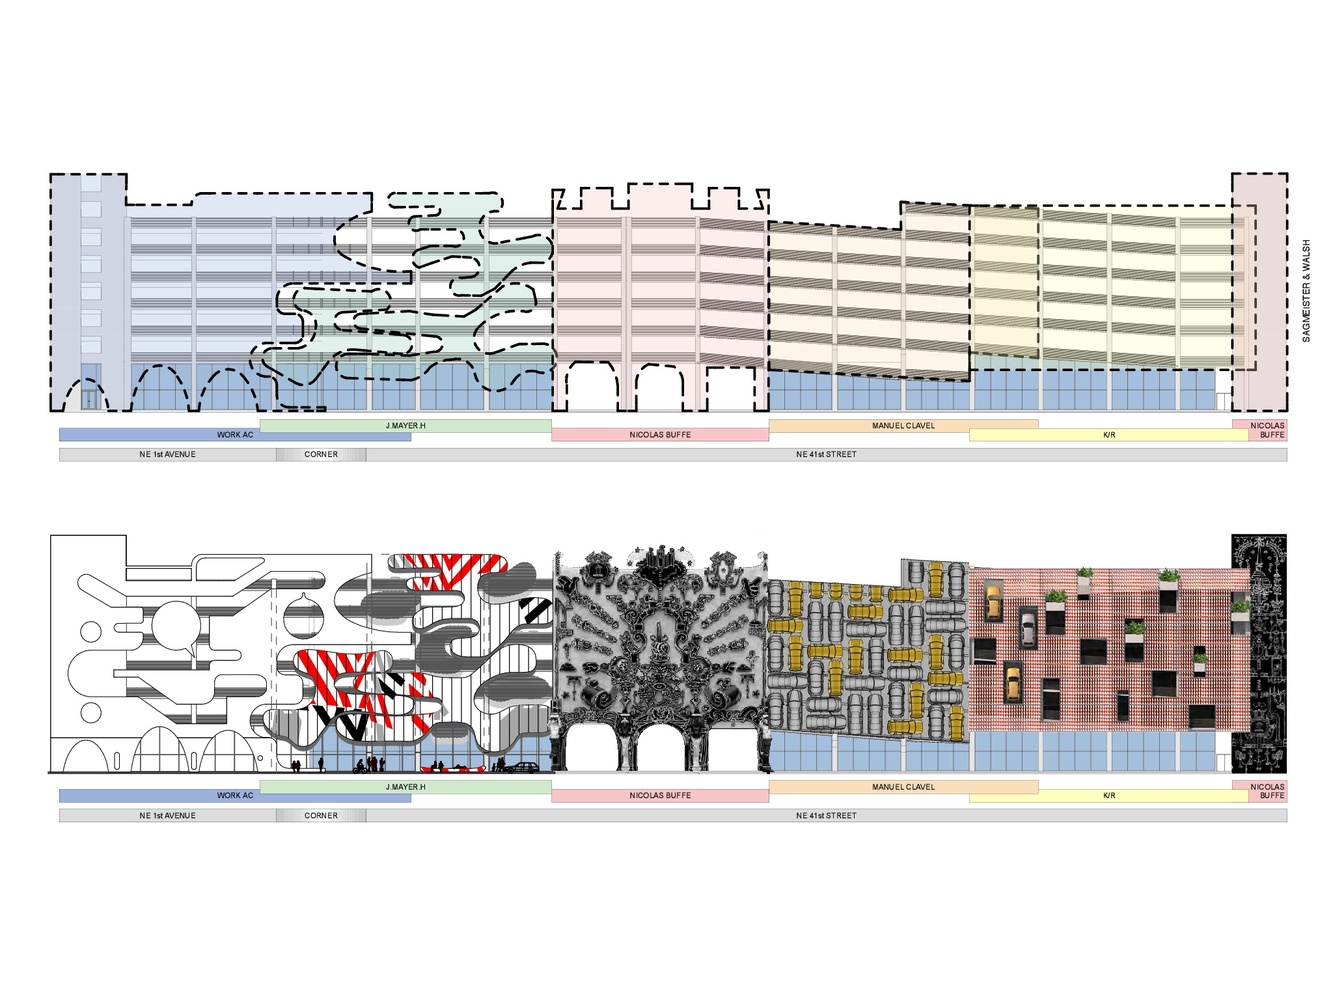 SAGMEISTER & WALSH
J.MAYER.H
MANUEL CLAVEL
NICOLAS
BUFFE
WORK AC
NICOLAS BUFFE
K/R
NE 1st AVENUE
CORNER
NE 41st STREET
J.MAYER.H
MANUEL CLAVEL
NICOLAS
BUFFE
WORK AC
NICOLAS BUFFE
K/R
NE 1st AVENUE
CORNER
NE 41st STREET